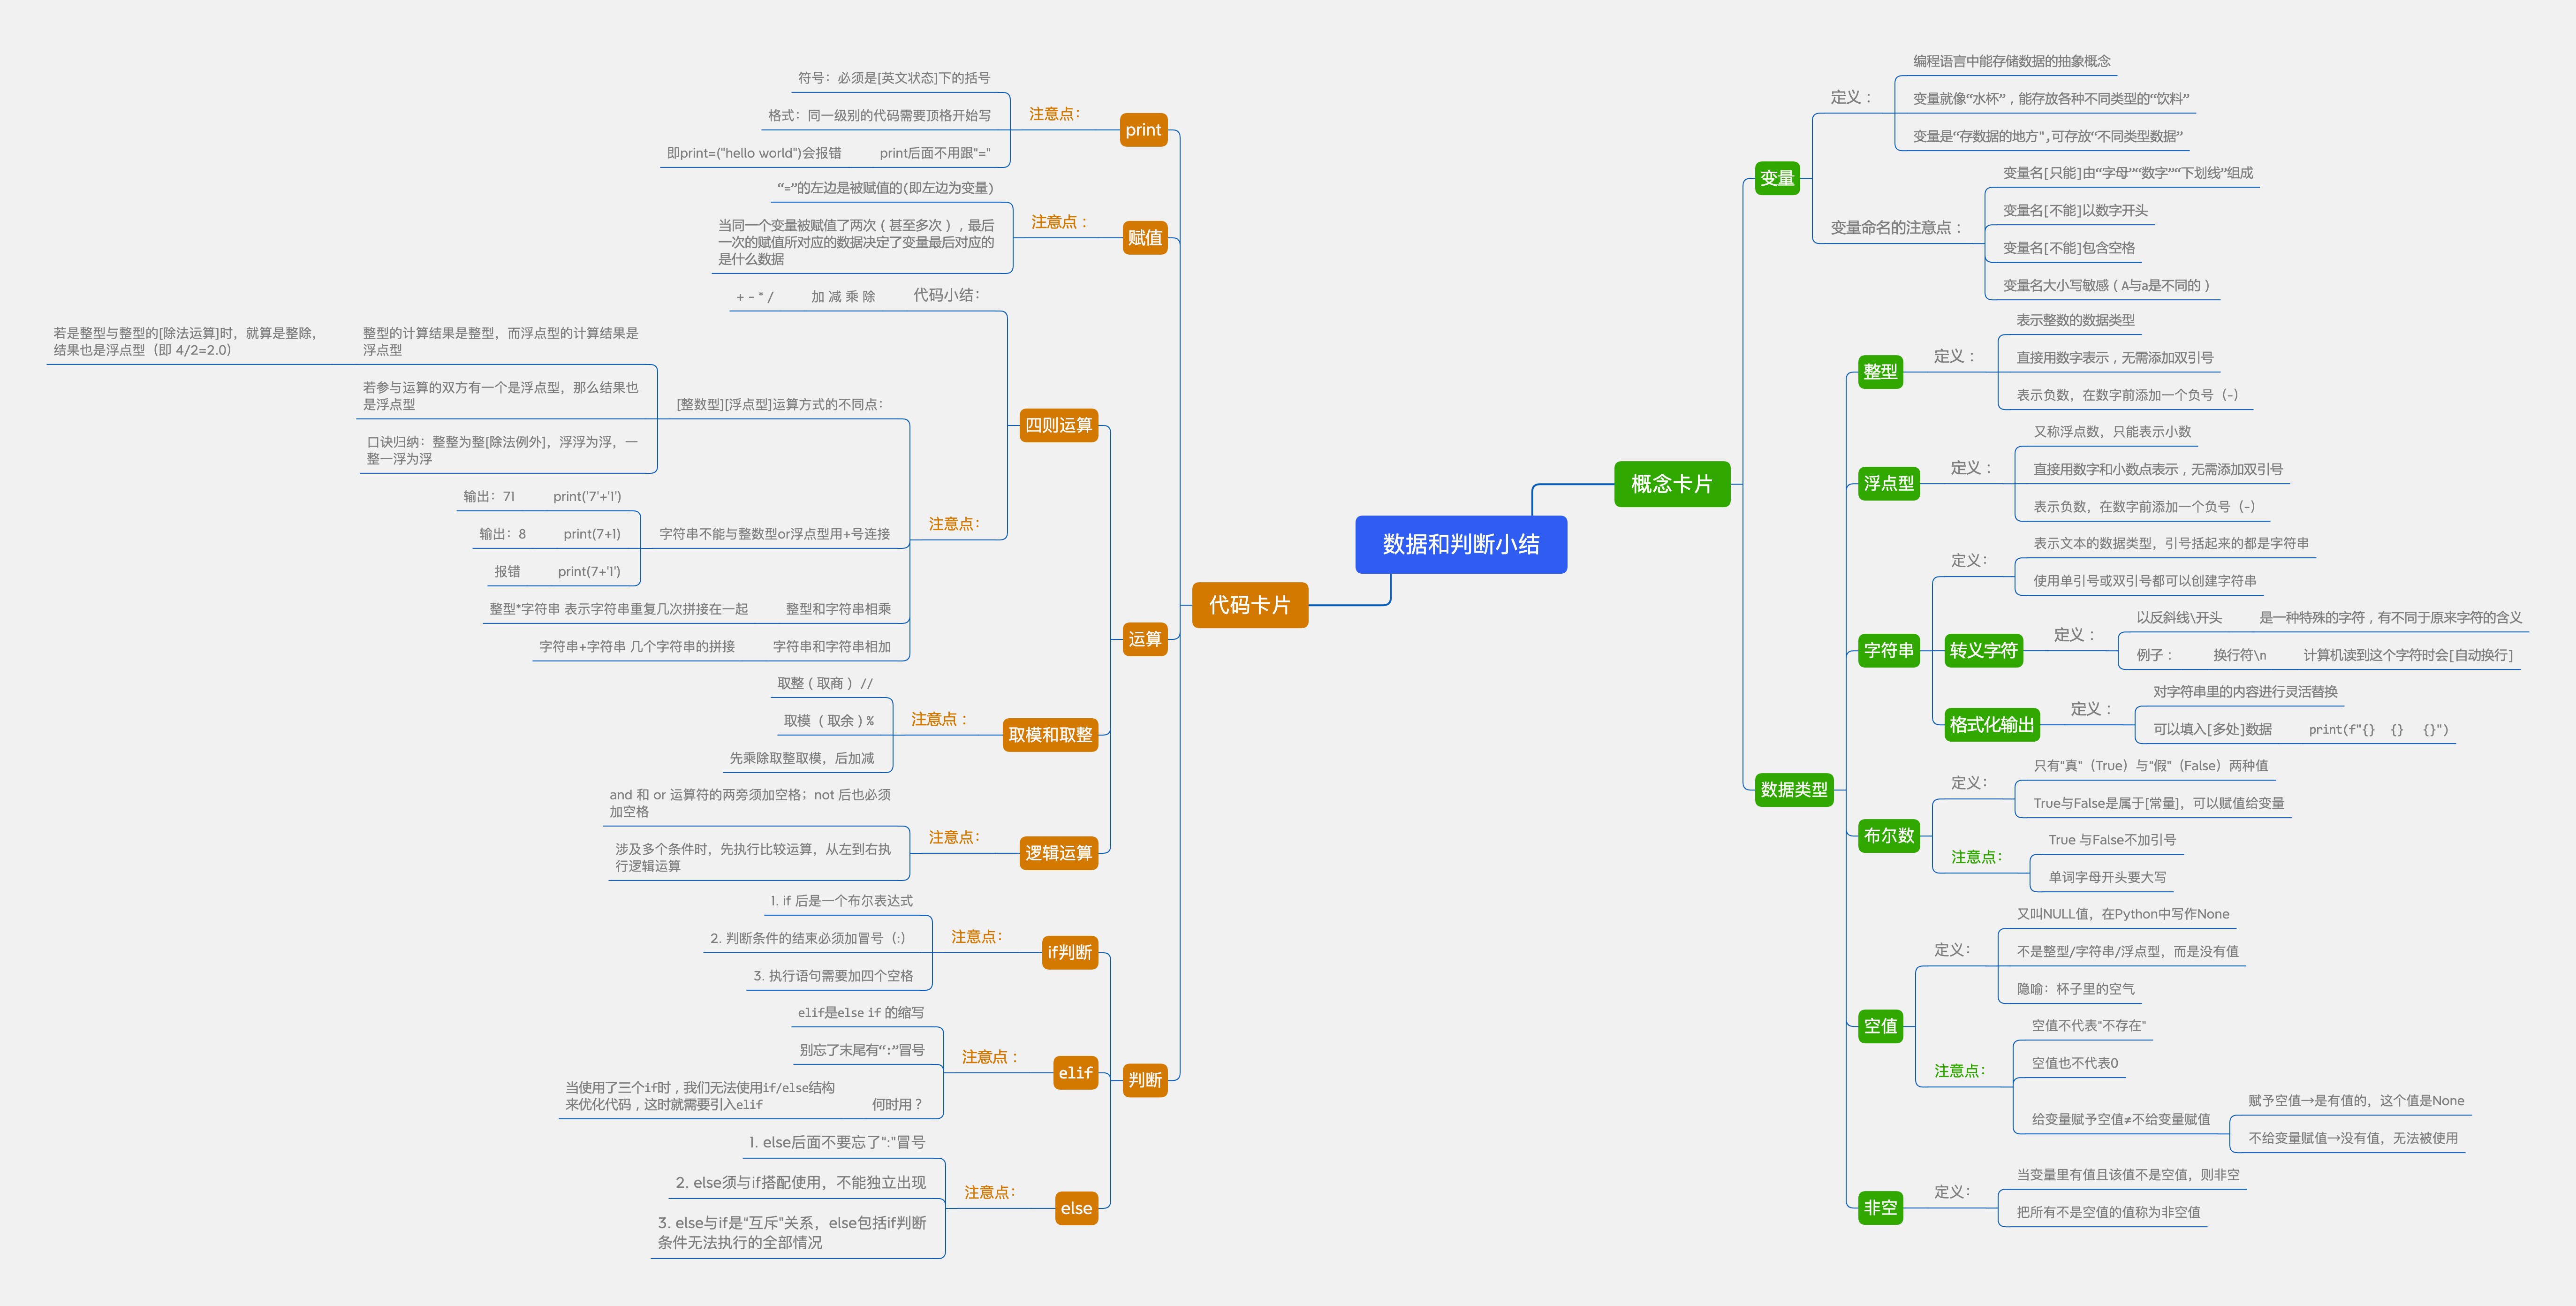 数据和判断小结
概念卡片
变量
定义：
编程语言中能存储数据的抽象概念
变量就像“水杯”，能存放各种不同类型的“饮料”
变量是“存数据的地方",可存放“不同类型数据”
变量命名的注意点：
变量名[只能]由“字母”“数字”“下划线”组成
变量名[不能]以数字开头
变量名[不能]包含空格
变量名大小写敏感（A与a是不同的）
数据类型
整型
定义：
表示整数的数据类型
直接用数字表示，无需添加双引号
表示负数，在数字前添加一个负号（-）
浮点型
定义：
又称浮点数，只能表示小数
直接用数字和小数点表示，无需添加双引号
表示负数，在数字前添加一个负号（-）
字符串
定义：
表示文本的数据类型，引号括起来的都是字符串
使用单引号或双引号都可以创建字符串
转义字符
定义：
以反斜线\开头
是一种特殊的字符，有不同于原来字符的含义
例子：
换行符\n
计算机读到这个字符时会[自动换行]
格式化输出
定义：
对字符串里的内容进行灵活替换
可以填入[多处]数据
print(f"{} {} {}")
布尔数
定义：
只有"真"（True）与"假"（False）两种值
True与False是属于[常量]，可以赋值给变量
注意点：
True 与False不加引号
单词字母开头要大写
空值
定义：
又叫NULL值，在Python中写作None
不是整型/字符串/浮点型，而是没有值
隐喻：杯子里的空气
注意点：
空值不代表"不存在"
空值也不代表0
给变量赋予空值≠不给变量赋值
赋予空值→是有值的，这个值是None
不给变量赋值→没有值，无法被使用
非空
定义：
当变量里有值且该值不是空值，则非空
把所有不是空值的值称为非空值
代码卡片
print
注意点：
符号：必须是[英文状态]下的括号
格式：同一级别的代码需要顶格开始写
print后面不用跟"="
即print=("hello world")会报错
赋值
注意点：
“=”的左边是被赋值的(即左边为变量)
当同一个变量被赋值了两次（甚至多次），最后
一次的赋值所对应的数据决定了变量最后对应的
是什么数据
运算
四则运算
代码小结：
加 减 乘 除
+ - * /
注意点：
[整数型][浮点型]运算方式的不同点：
整型的计算结果是整型，而浮点型的计算结果是
浮点型
若是整型与整型的[除法运算]时，就算是整除，
结果也是浮点型（即 4/2=2.0）
若参与运算的双方有一个是浮点型，那么结果也
是浮点型
口诀归纳：整整为整[除法例外]，浮浮为浮，一
整一浮为浮
字符串不能与整数型or浮点型用+号连接
print('7'+'1')
输出：71
print(7+1)
输出：8
print(7+'1')
报错
整型和字符串相乘
整型*字符串 表示字符串重复几次拼接在一起
字符串和字符串相加
字符串+字符串 几个字符串的拼接
取模和取整
注意点：
取整（取商） //
取模 （取余）%
先乘除取整取模，后加减
逻辑运算
注意点：
and 和 or 运算符的两旁须加空格；not 后也必须
加空格
涉及多个条件时，先执行比较运算，从左到右执
行逻辑运算
判断
if判断
注意点：
1. if 后是一个布尔表达式
2. 判断条件的结束必须加冒号（:）
3. 执行语句需要加四个空格
elif
注意点：
elif是else if 的缩写
别忘了末尾有“:”冒号
何时用？
当使用了三个if时，我们无法使用if/else结构
来优化代码，这时就需要引入elif
else
注意点：
1. else后面不要忘了":"冒号
2. else须与if搭配使用，不能独立出现
3. else与if是"互斥"关系，else包括if判断
条件无法执行的全部情况